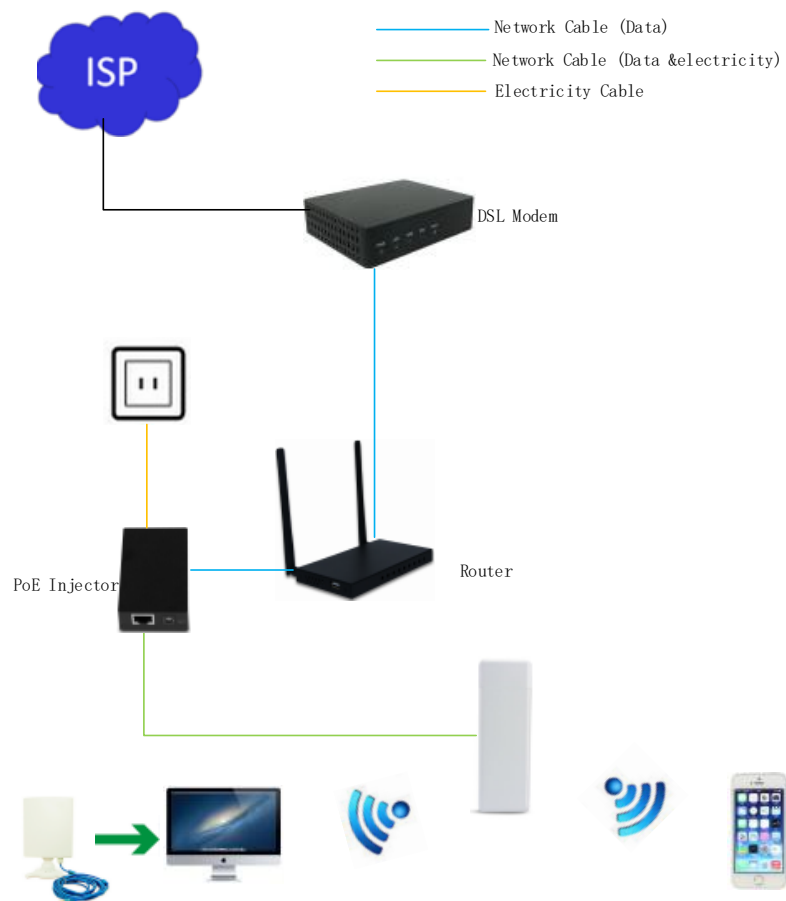 Network Cable (Data)
ISP
Network Cable (Data &electricity)
Electricity Cable
DSL Modem
Router
PoE Injector